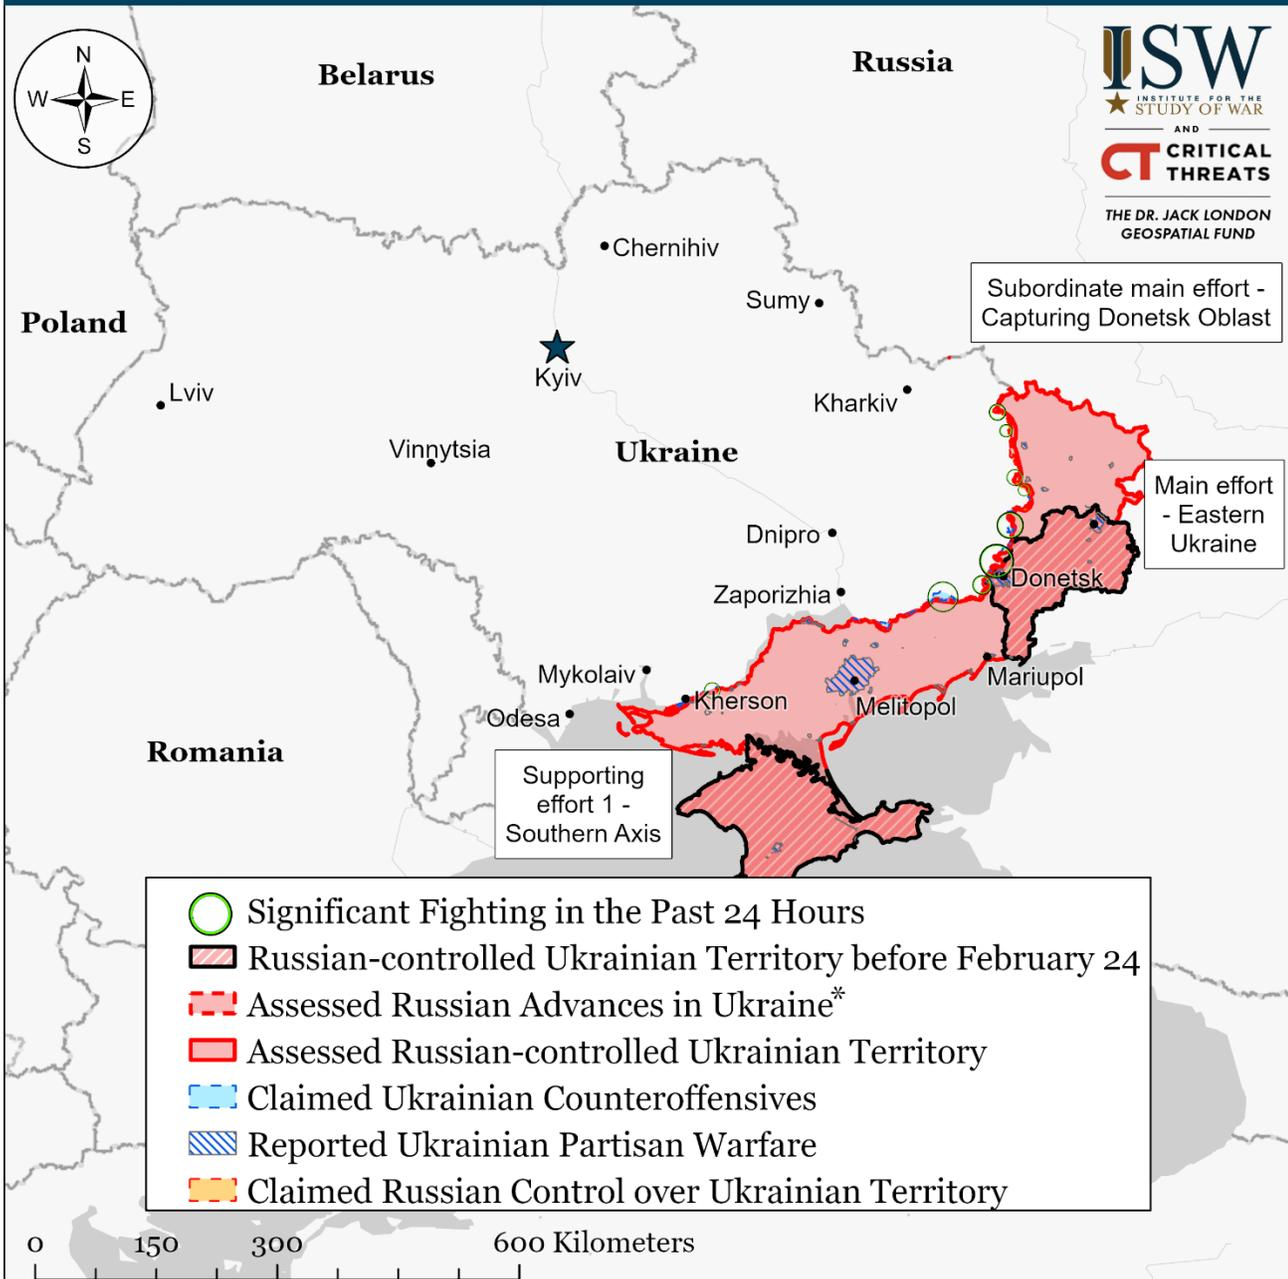 N
W
E
S
Belarus
Russia
ISW
INSTITUTE FOR THE
STUDY OF WAR
AND
CT CRITICAL
THREATS
THE DR. JACK LONDON
GEOSPATIAL FUND
Chernihiv
Subordinate main effort -
Capturing Donetsk Oblast
Sumy
Poland
Kyiv
Lviv
Kharkiv
Vinnytsia
Ukraine
Main effort
- Eastern
Ukraine
Dnipro
Donetsk
Zaporizhia
Mykolaiv
Mariupol
Kherson
Melitopol
Odesa
Romania
Supporting
effort 1 -
Southern Axis
Significant Fighting in the Past 24 Hours
Russian-controlled Ukrainian Territory before February 24
Assessed Russian Advances in Ukraine*
Assessed Russian-controlled Ukrainian Territory
Claimed Ukrainian Counteroffensives
Reported Ukrainian Partisan Warfare
Claimed Russian Control over Ukrainian Territory
0 150 300 600 Kilometers